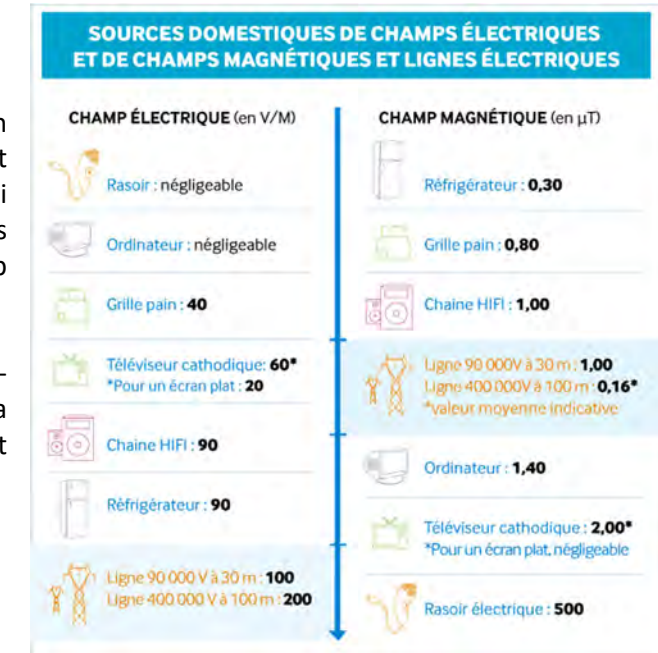 SOURCES DOMESTIQUES DE CHAMPS ÉLECTRIQUES
ET DE CHAMPS MAGNÉTIQUES ET LIGNES ÉLECTRIQUES
CHAMP ÉLECTRIQUE (en V/M)
Rasoir : négligeable
Ordinateur : négligeable
Grille pain : 40
Téléviseur cathodique: 60*
*Pour un écran plat : 20
Chaine HIFI : 90
Réfrigérateur : 90
Ligne 90 000 V à 30 m : 100
Ligne 400 000 V à 100 m : 200
CHAMP MAGNÉTIQUE (en µT)
Réfrigérateur : 0,30
Grille pain : 0,80
Chaine HIFI : 1,00
Ligne 90 000V à 30 m : 1,00
Ligne 400 000V à 100 m : 0,16*
*valeur moyenne indicative
Ordinateur : 1,40
Téléviseur cathodique : 2,00*
*Pour un écran plat, négligeable
Rasoir électrique : 500